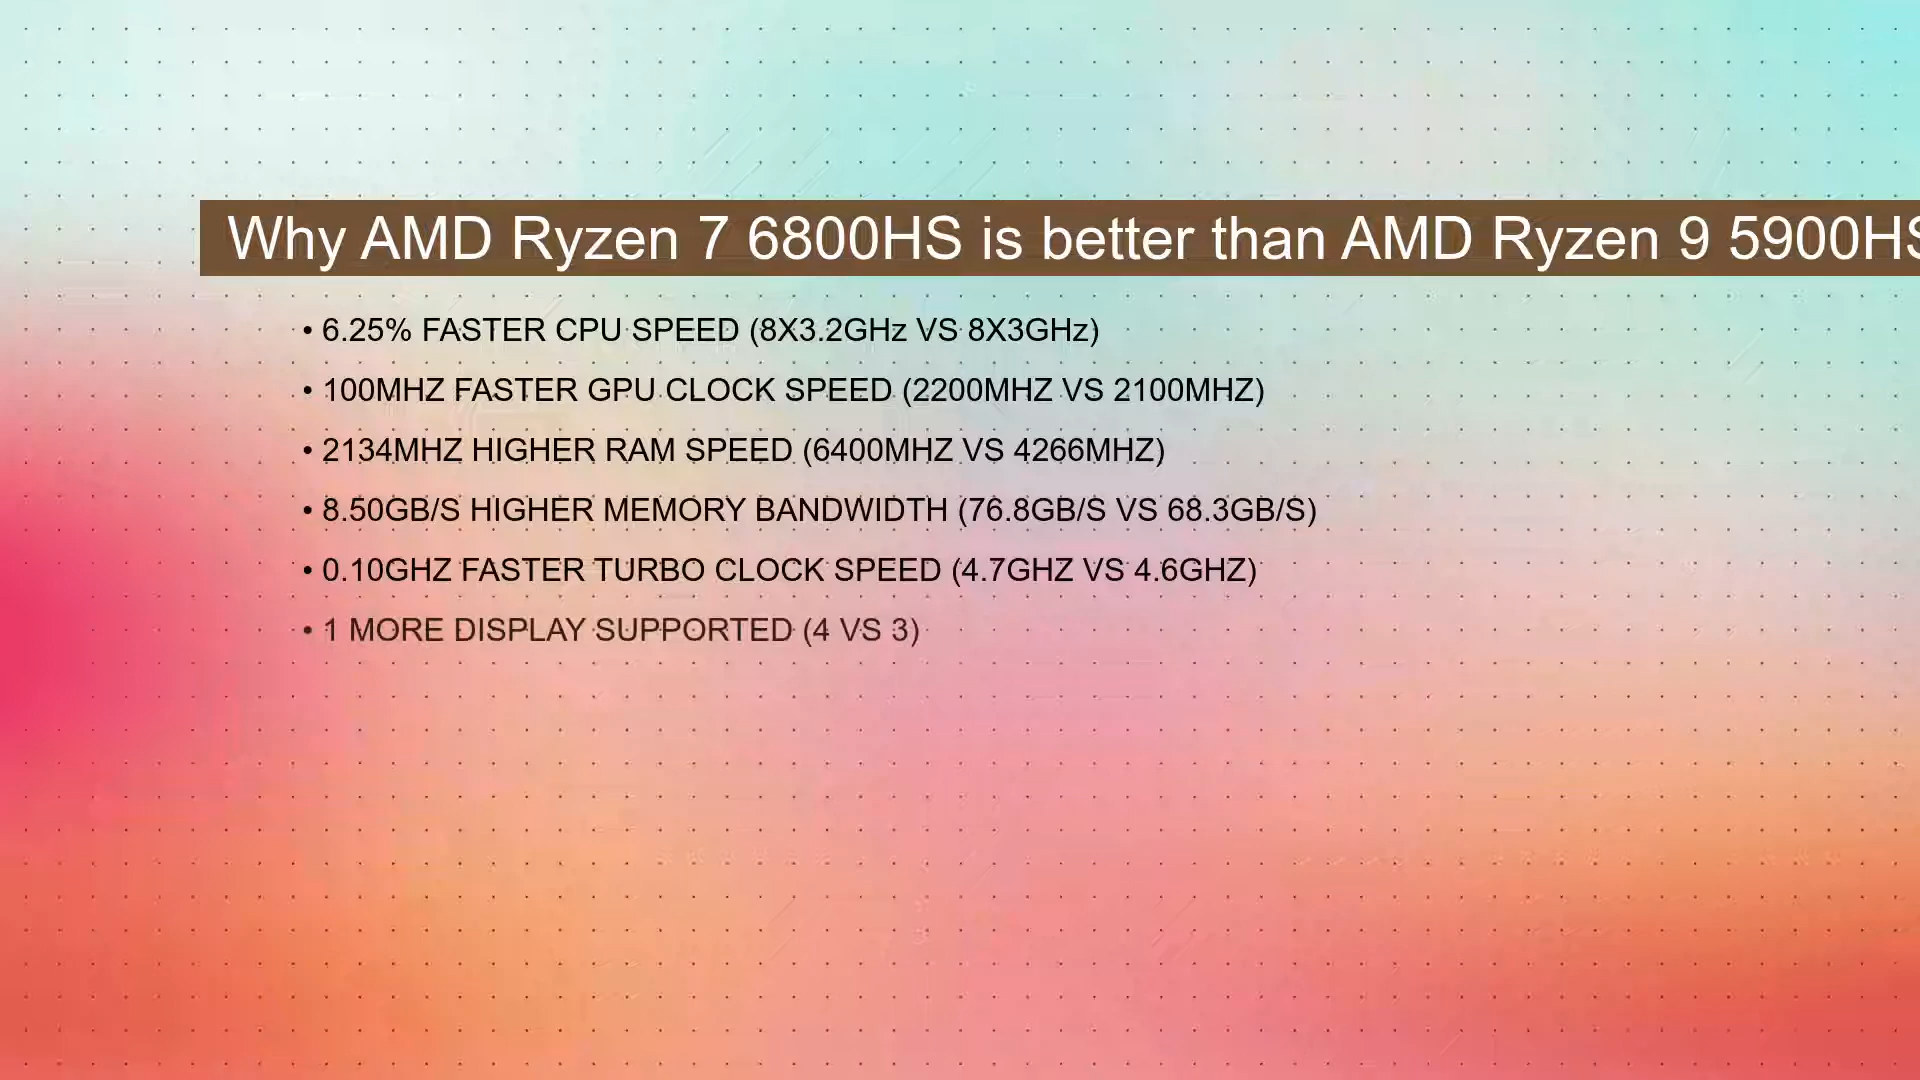 Why AMD Ryzen 7 6800HS is better than AMD Ryzen 9 5900HS
• 6.25% FASTER CPU SPEED (8X3.2GHz VS 8X3GHz)
• 100MHZ FASTER GPU CLOCK SPEED (2200MHZ VS 2100MHZ)
• 2134MHZ HIGHER RAM SPEED (6400MHZ VS 4266MHZ)
• 8.50GB/S HIGHER MEMORY BANDWIDTH (76.8GB/S VS 68.3GB/S)
• 0.10GHZ FASTER TURBO CLOCK SPEED (4.7GHZ VS 4.6GHZ)
• 1 MORE DISPLAY SUPPORTED (4 VS 3)